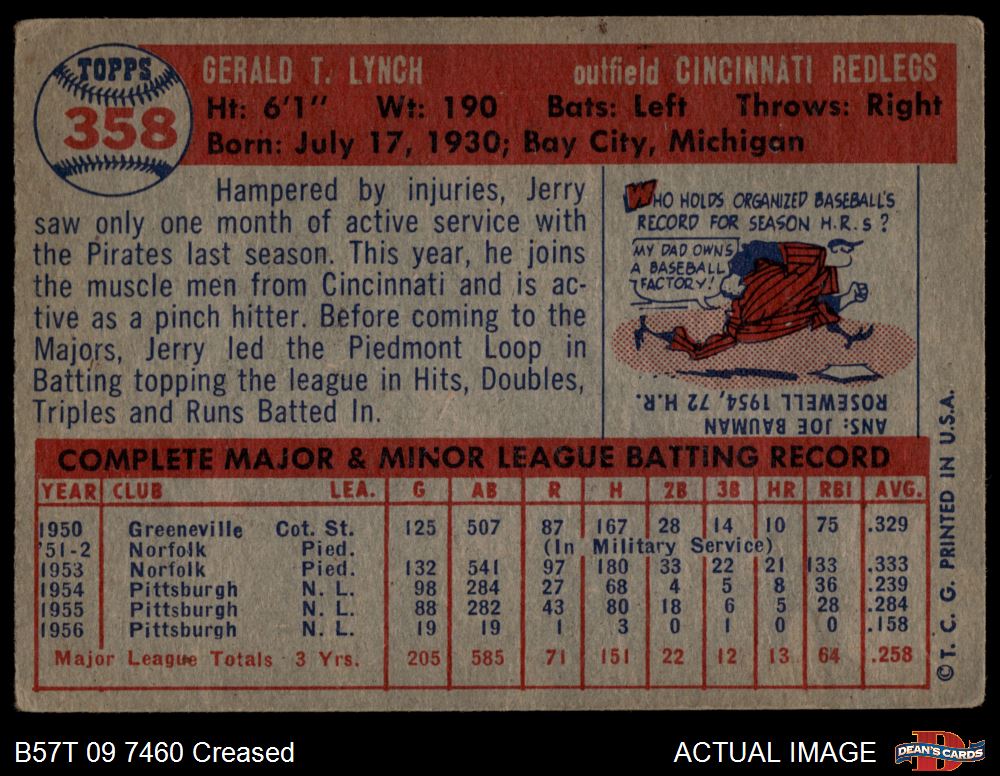 TOPPS
358
GERALD T. LYNCH outfield CINCINNATI REDLEGS
Ht: 6'1" Wt: 190 Bats: Left Throws: Right
Born: July 17, 1930; Bay City, Michigan
Hampered by injuries, Jerry
saw only one month of active service with
the Pirates last season. This year, he joins
the muscle men from Cincinnati and is ac-
tive as a pinch hitter. Before coming to the
Majors, Jerry led the Piedmont Loop in
Batting topping the league in Hits, Doubles,
Triples and Runs Batted In.
WHO HOLDS ORGANIZED BASEBALL'S
RECORD FOR SEASON H.R.S?
MY DAD OWNS
A BASEBALL
FACTORY!
ANS: JOE BAUMAN
ROSEWELL 1954, 72 H.R.
COMPLETE MAJOR & MINOR LEAGUE BATTING RECORD
YEAR CLUB LEA. G AB R H 2B 3B HR RBI AVG.
1950 Greeneville Cot. St. 125 507 87 167 28 14 10 75 .329
'51-2 Norfolk Pied. (In Military Service)
1953 Norfolk Pied. 132 541 97 180 33 22 21 133 .333
1954 Pittsburgh N. L. 98 284 27 68 4 5 8 36 .239
1955 Pittsburgh N. L. 88 282 43 80 18 6 5 28 .284
1956 Pittsburgh N. L. 19 19 1 3 0 1 0 0 .158
Major League Totals 3 Yrs. 205 585 71 151 22 12 13 64 .258
© T. C. G. PRINTED IN U.S.A.
B57T 09 7460 Creased
ACTUAL IMAGE
D
DEAN'S CARDS